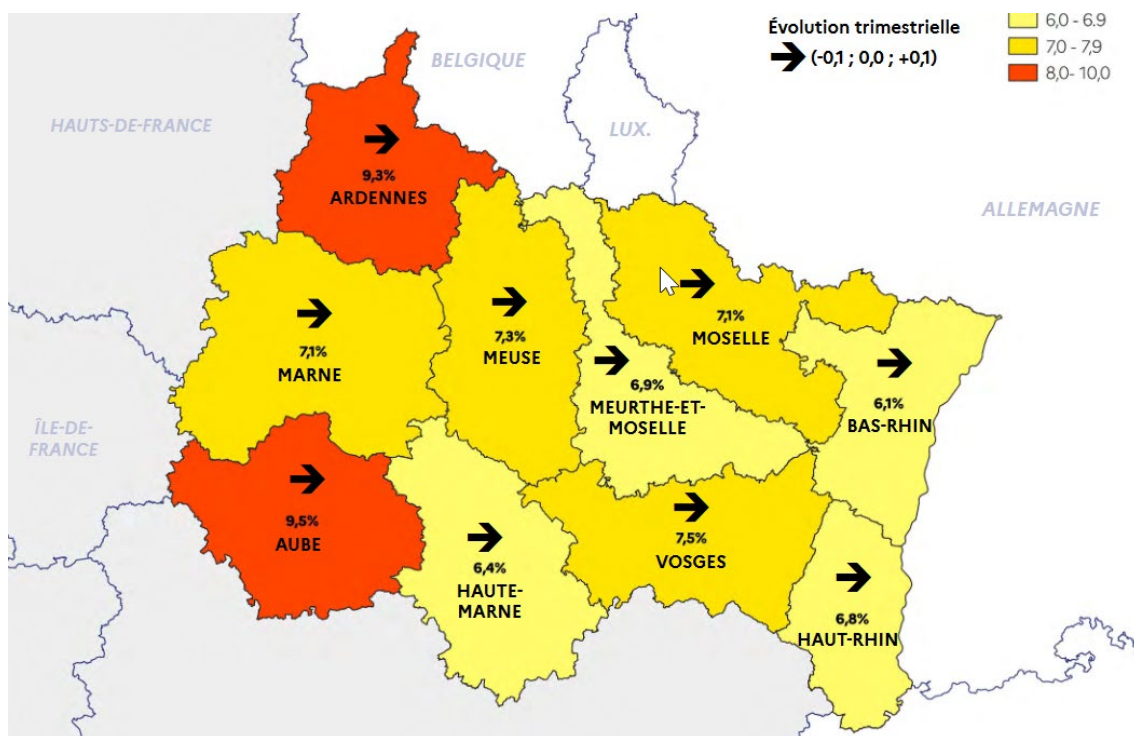 Évolution trimestrielle
(-0,1 ; 0,0 ; +0,1)
6,0 - 6.9
7,0 - 7,9
8,0- 10,0
BELGIQUE
HAUTS-DE-FRANCE
LUX.
ALLEMAGNE
9,3%
ARDENNES
7,1%
MARNE
7,3%
MEUSE
7,1%
MOSELLE
6,9%
MEURTHE-ET-
MOSELLE
6,1%
BAS-RHIN
ÎLE-DE-
FRANCE
9,5%
AUBE
6,4%
HAUTE-
MARNE
7,5%
VOSGES
6,8%
HAUT-RHIN